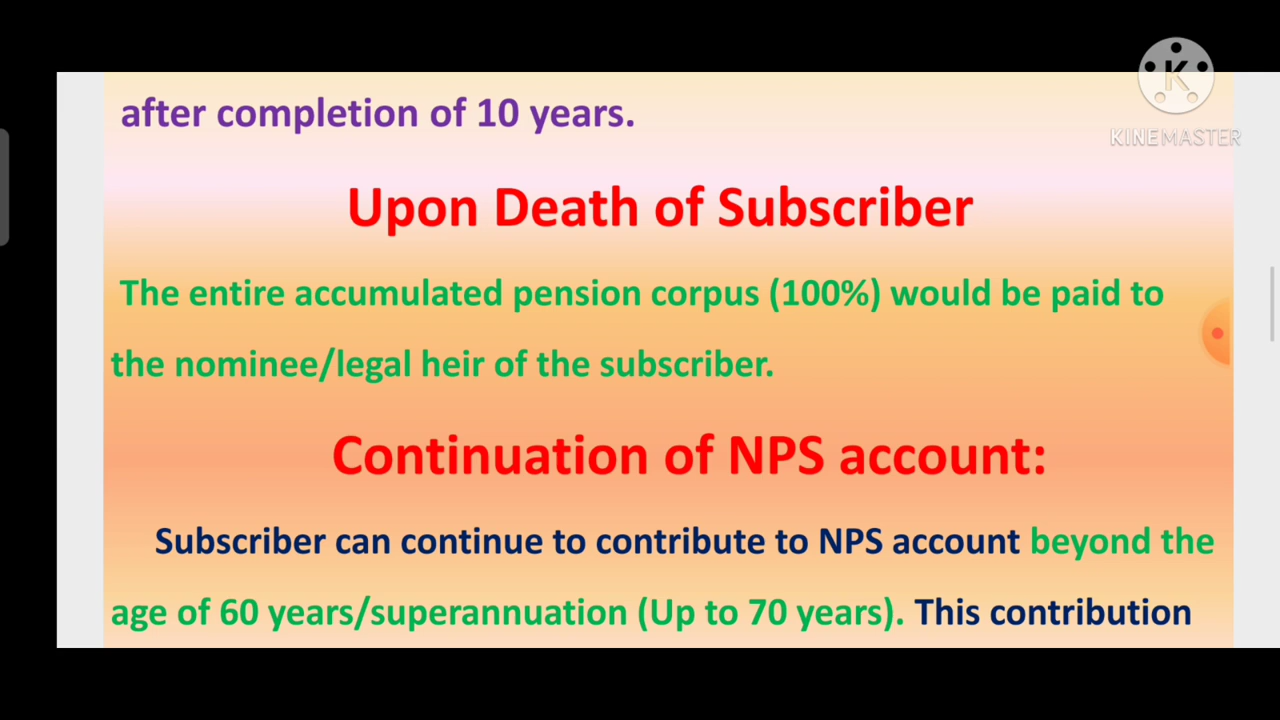 after completion of 10 years.
KINEMASTER
Upon Death of Subscriber
The entire accumulated pension corpus (100%) would be paid to
the nominee/legal heir of the subscriber.
Continuation of NPS account:
Subscriber can continue to contribute to NPS account beyond the
age of 60 years/superannuation (Up to 70 years). This contribution